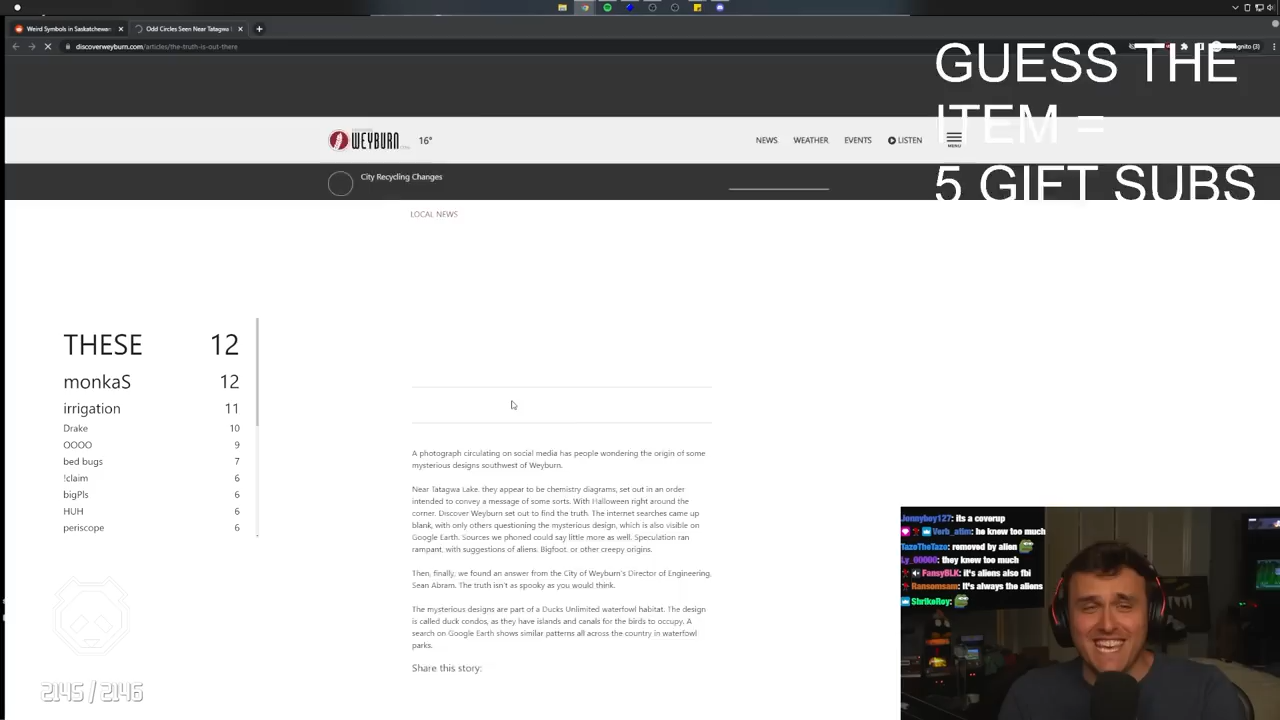 Weird Symbols in Saskatchewan
Odd Circles Seen Near Tatagwa L
discoverweyburn.com/articles/the-truth-is-out-there
Incognito (3)
GUESS THE
ITEM =
5 GIFT SUBS
WEYBURN
16°
NEWS
WEATHER
EVENTS
LISTEN
MENU
City Recycling Changes
LOCAL NEWS
THESE 12
monkaS 12
irrigation 11
Drake 10
OOOO 9
bed bugs 7
!claim 6
bigPls 6
HUH 6
periscope 6
A photograph circulating on social media has people wondering the origin of some
mysterious designs southwest of Weyburn.
Near Tatagwa Lake, they appear to be chemistry diagrams, set out in an order
intended to convey a message of some sorts. With Halloween right around the
corner, Discover Weyburn set out to find the truth. The internet searches came up
blank, with only others questioning the mysterious design, which is also visible on
Google Earth. Sources we phoned could say little more as well. Speculation ran
rampant, with suggestions of aliens, Bigfoot, or other creepy origins.
Then, finally, we found an answer from the City of Weyburn's Director of Engineering,
Sean Abram. The truth isn't as spooky as you would think.
The mysterious designs are part of a Ducks Unlimited waterfowl habitat. The design
is called duck condos, as they have islands and canals for the birds to occupy. A
search on Google Earth shows similar patterns all across the country in waterfowl
parks.
Share this story:
Jonnyboy127: its a coverup
Verb_atim: he knew too much
TazoTheTazo: removed by alien
Ly_00000: they knew too much
FansyBLK: it's aliens also fbi
Ransomsam: it's always the aliens
ShrikeRoy:
2145 / 2146